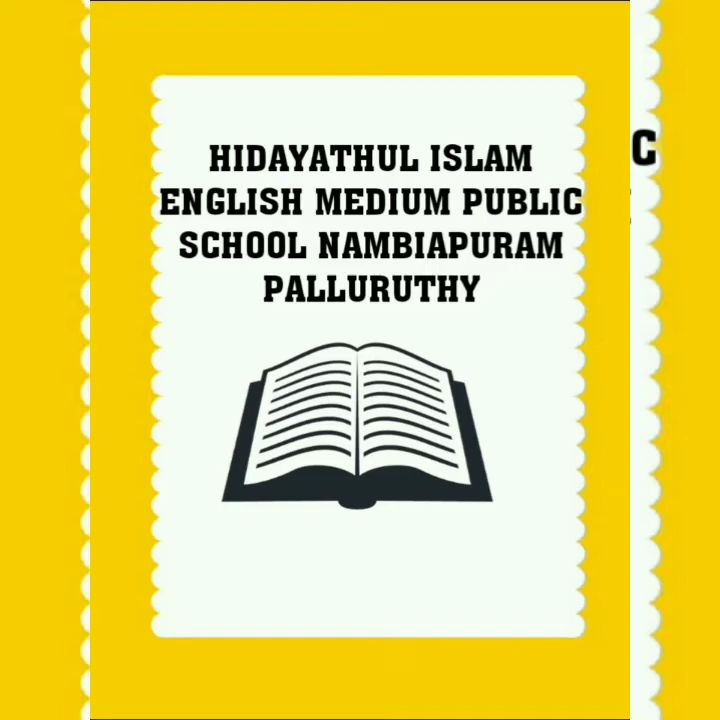 HIDAYATHUL ISLAM
ENGLISH MEDIUM PUBLIC
SCHOOL NAMBIAPURAM
PALLURUTHY
C